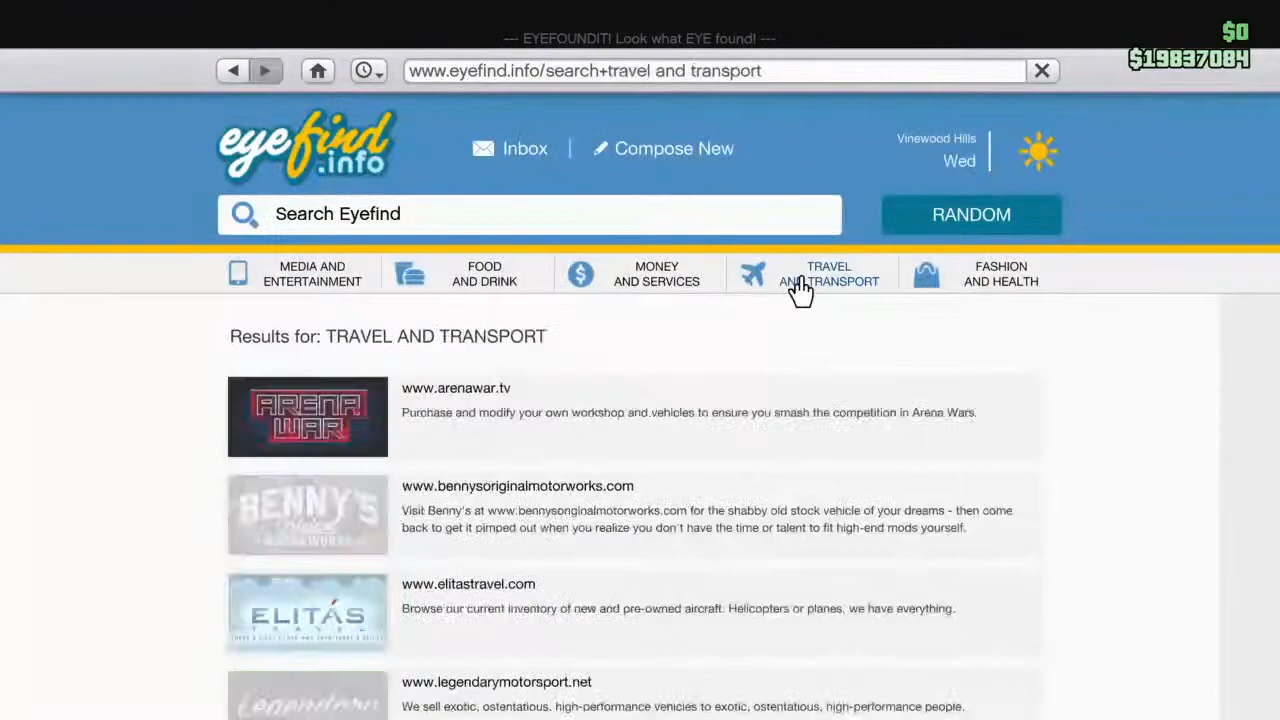 --- EYEFOUNDIT! Look what EYE found! ---
$0
$19837084
www.eyefind.info/search+travel and transport
eyefind
.info
Inbox
Compose New
Vinewood Hills
Wed
Search Eyefind
RANDOM
MEDIA AND
ENTERTAINMENT
FOOD
AND DRINK
MONEY
AND SERVICES
TRAVEL
AND TRANSPORT
FASHION
AND HEALTH
Results for: TRAVEL AND TRANSPORT
ARENA
WAR
www.arenawar.tv
Purchase and modify your own workshop and vehicles to ensure you smash the competition in Arena Wars.
BENNY'S
www.bennysoriginalmotorworks.com
Visit Benny's at www.bennysoriginalmotorworks.com for the shabby old stock vehicle of your dreams - then come
back to get it pimped out when you realize you don't have the time or talent to fit high-end mods yourself.
ELITÁS
TRAVEL
www.elitastravel.com
Browse our current inventory of new and pre-owned aircraft. Helicopters or planes, we have everything.
Legendary
www.legendarymotorsport.net
We sell exotic, ostentatious, high-performance vehicles to exotic, ostentatious, high-performance people.